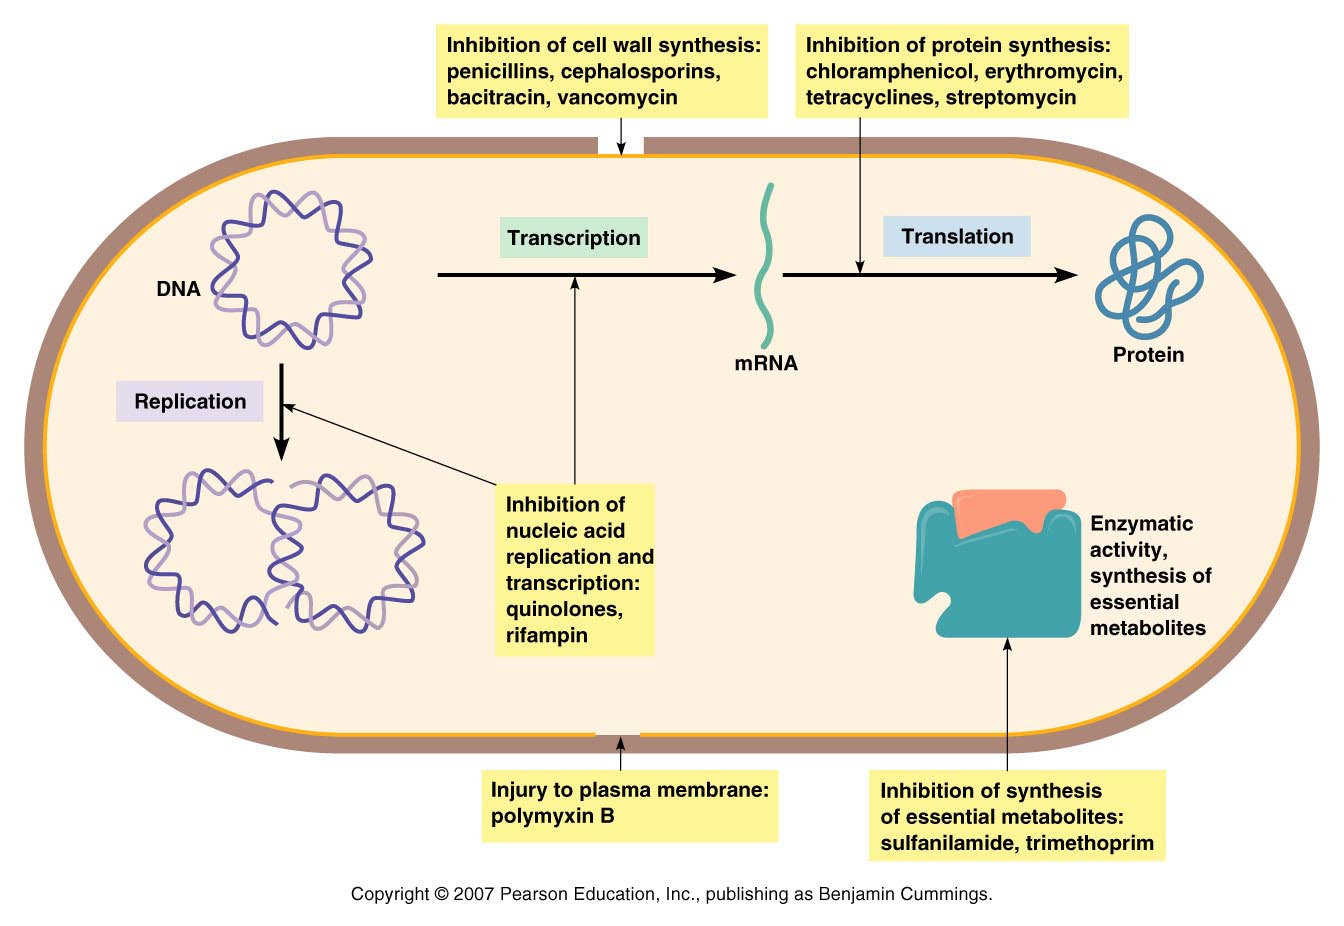 Inhibition of cell wall synthesis:
penicillins, cephalosporins,
bacitracin, vancomycin
Inhibition of protein synthesis:
chloramphenicol, erythromycin,
tetracyclines, streptomycin
Transcription
Translation
DNA
mRNA
Protein
Replication
Inhibition of
nucleic acid
replication and
transcription:
quinolones,
rifampin
Enzymatic
activity,
synthesis of
essential
metabolites
Injury to plasma membrane:
polymyxin B
Inhibition of synthesis
of essential metabolites:
sulfanilamide, trimethoprim
Copyright © 2007 Pearson Education, Inc., publishing as Benjamin Cummings.